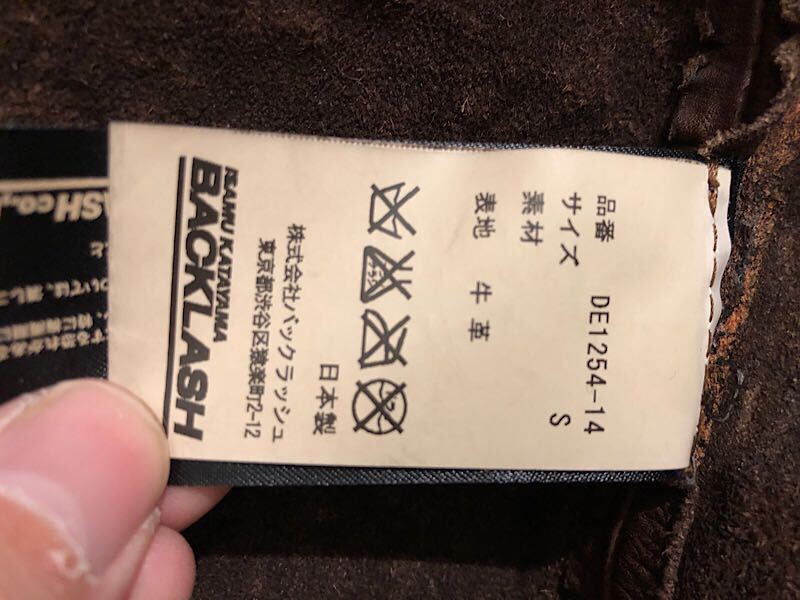 品番 DE1254-14
サイズ S
素材
表地 牛革
日本製
株式会社バックラッシュ
東京都渋谷区猿楽町2-12
ISAMU KATAYAMA
BACKLASH